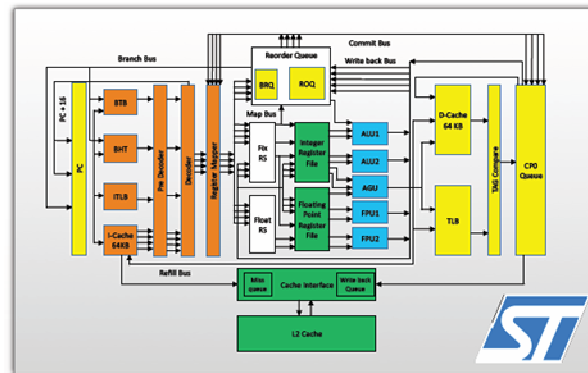 Commit Bus
Reorder Queue
Branch Bus
Write back Bus
PC + 16
BRQ
ROQ
BTB
Map Bus
D-Cache
64 KB
PC
BHT
Pre Decoder
Decoder
Register Mapper
Fix
RS
Integer
Register
File
ALU1
ALU2
TAG Compare
CP0
Queue
ITLB
AGU
Float
RS
Floating
Point
Register
File
FPU1
TLB
I-Cache
64KB
FPU2
Refill Bus
Miss
queue
Cache Interface
Write back
Queue
L2 Cache
ST